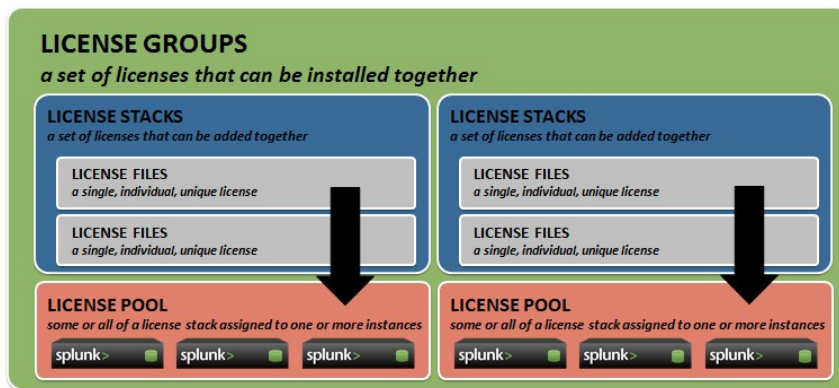 LICENSE GROUPS
a set of licenses that can be installed together
LICENSE STACKS
a set of licenses that can be added together
LICENSE FILES
a single, individual, unique license
LICENSE FILES
a single, individual, unique license
LICENSE POOL
some or all of a license stack assigned to one or more instances
splunk> splunk> splunk>
LICENSE STACKS
a set of licenses that can be added together
LICENSE FILES
a single, individual, unique license
LICENSE FILES
a single, individual, unique license
LICENSE POOL
some or all of a license stack assigned to one or more instances
splunk> splunk> splunk>